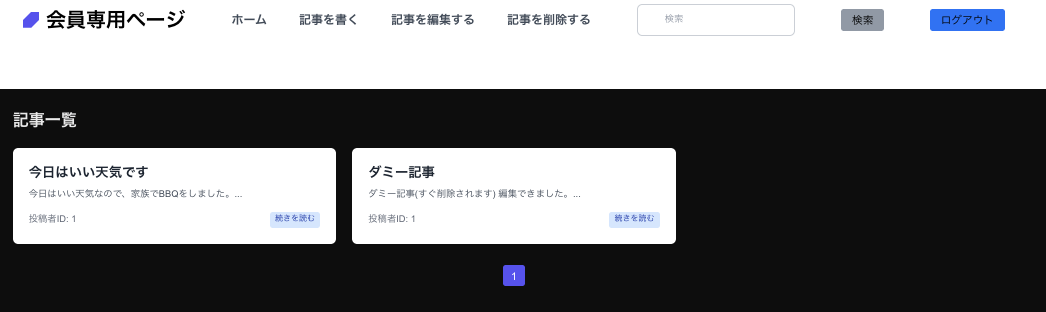 会員専用ページ ホーム 記事を書く 記事を編集する 記事を削除する 検索 検索 ログアウト
記事一覧
今日はいい天気です
今日はいい天気なので、家族でBBQをしました。...
投稿者ID: 1 続きを読む
ダミー記事
ダミー記事(すぐ削除されます) 編集できました。...
投稿者ID: 1 続きを読む
1